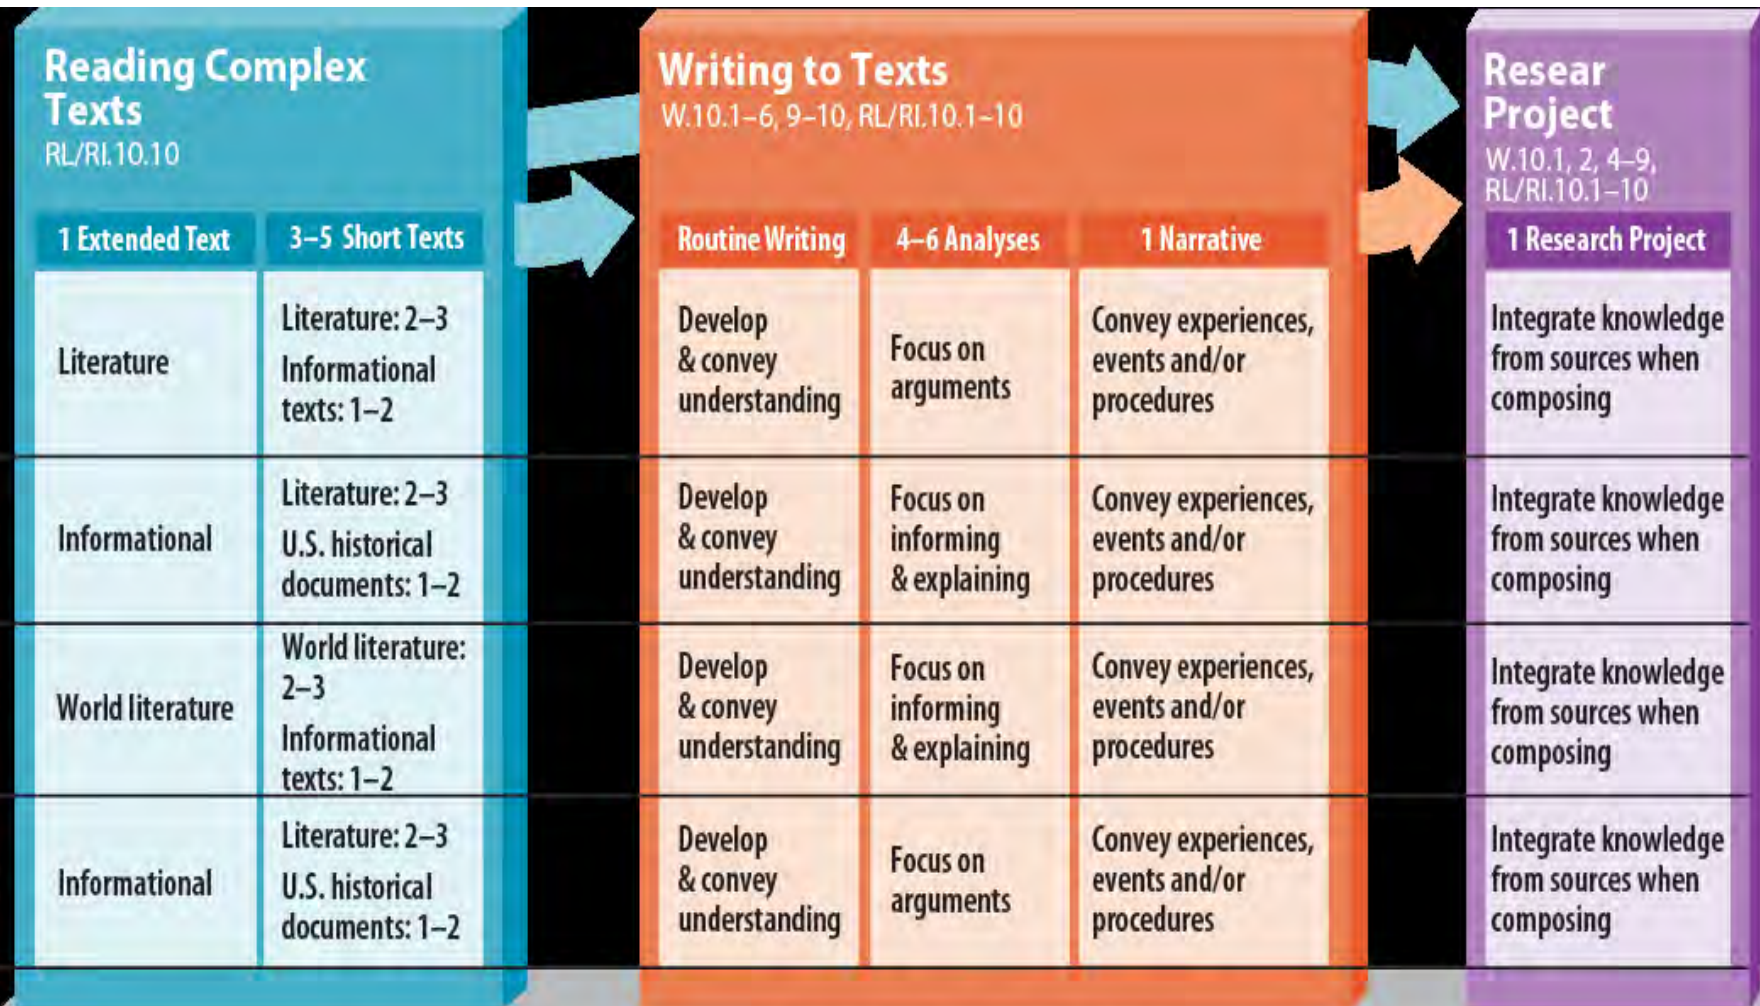 Reading Complex
Texts
RL/RI.10.10
1 Extended Text
3–5 Short Texts
Literature
Literature: 2–3
Informational
texts: 1–2
Informational
Literature: 2–3
U.S. historical
documents: 1–2
World literature
World literature:
2–3
Informational
texts: 1–2
Informational
Literature: 2–3
U.S. historical
documents: 1–2
Writing to Texts
W.10.1–6, 9–10, RL/RI.10.1–10
Routine Writing
4–6 Analyses
1 Narrative
Develop
& convey
understanding
Focus on
arguments
Convey experiences,
events and/or
procedures
Develop
& convey
understanding
Focus on
informing
& explaining
Convey experiences,
events and/or
procedures
Develop
& convey
understanding
Focus on
informing
& explaining
Convey experiences,
events and/or
procedures
Develop
& convey
understanding
Focus on
arguments
Convey experiences,
events and/or
procedures
Resear
Project
W.10.1, 2, 4–9,
RL/RI.10.1–10
1 Research Project
Integrate knowledge
from sources when
composing
Integrate knowledge
from sources when
composing
Integrate knowledge
from sources when
composing
Integrate knowledge
from sources when
composing